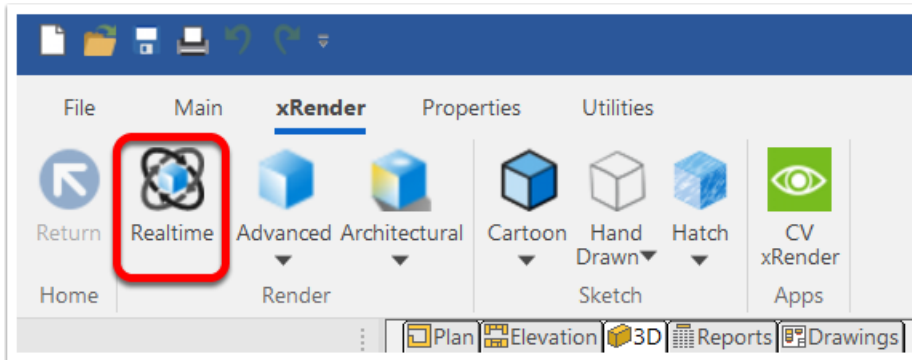 File Main xRender Properties Utilities
Return Realtime Advanced Architectural Cartoon Hand Drawn Hatch CV xRender
Home Render Sketch Apps
Plan Elevation 3D Reports Drawings